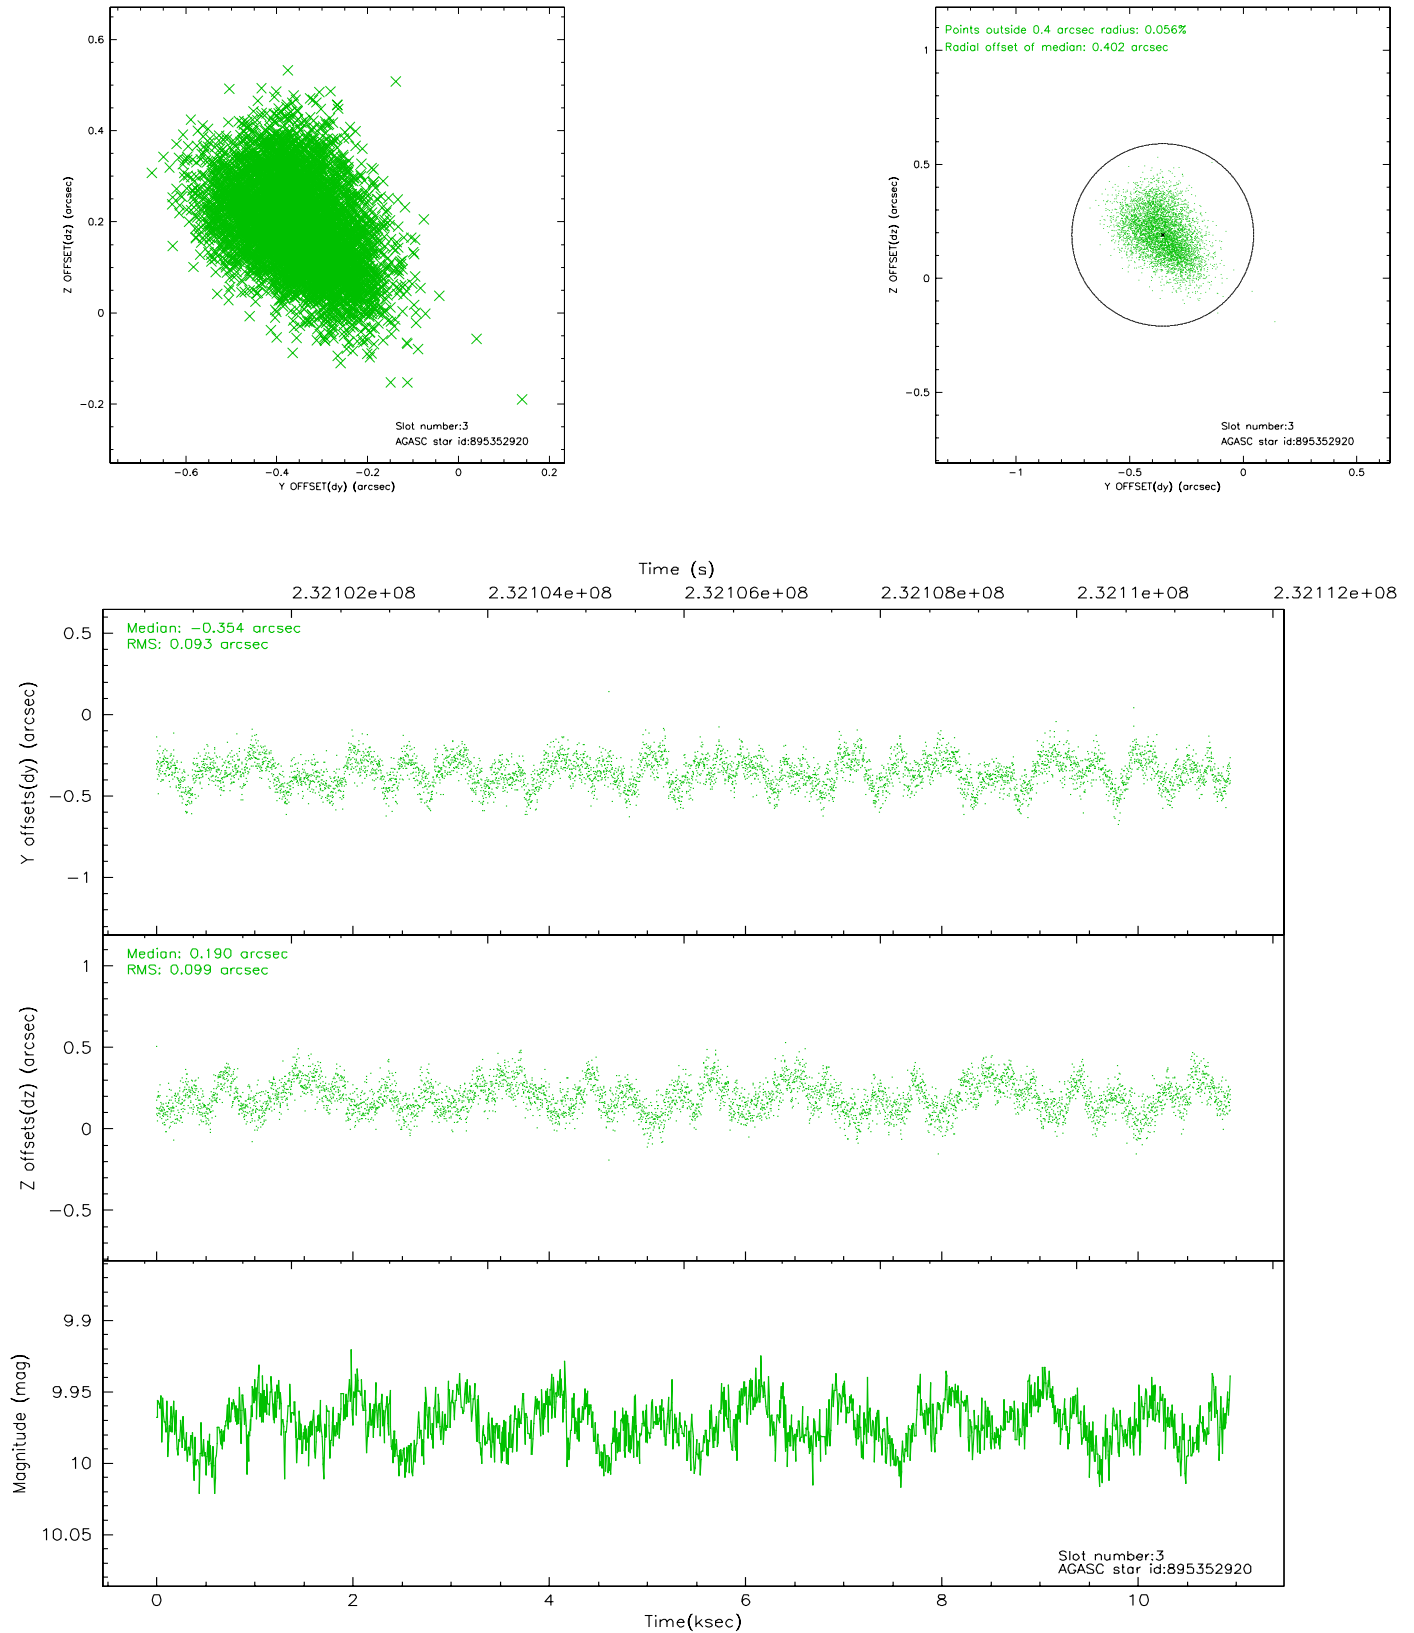 0.6
0.4
0.2
0
-0.2
Z OFFSET(dz) (arcsec)
Slot number:3
AGASC star id:895352920
-0.6 -0.4 -0.2 0 0.2
Y OFFSET(dy) (arcsec)
Points outside 0.4 arcsec radius: 0.056%
Radial offset of median: 0.402 arcsec
1
0.5
0
-0.5
Z OFFSET(dz) (arcsec)
Slot number:3
AGASC star id:895352920
-1 -0.5 0 0.5
Y OFFSET(dy) (arcsec)
Time (s)
2.32102e+08 2.32104e+08 2.32106e+08 2.32108e+08 2.3211e+08 2.32112e+08
Median: -0.354 arcsec
RMS: 0.093 arcsec
0.5
0
-0.5
-1
Y offsets(dy) (arcsec)
Median: 0.190 arcsec
RMS: 0.099 arcsec
1
0.5
0
-0.5
Z offsets(dz) (arcsec)
9.9
9.95
10
10.05
Magnitude (mag)
Slot number:3
AGASC star id:895352920
0 2 4 6 8 10
Time(ksec)